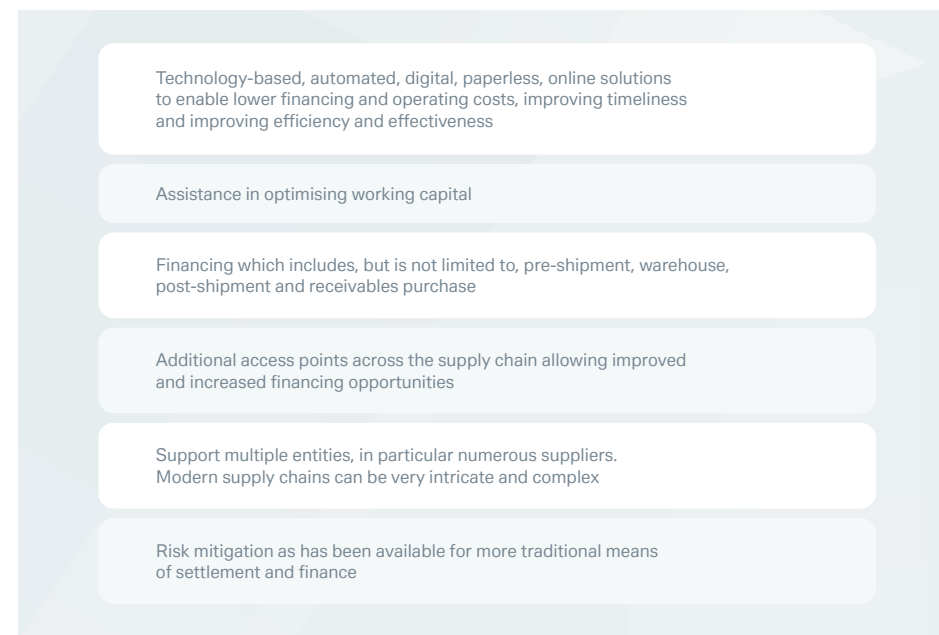 Technology-based, automated, digital, paperless, online solutions
to enable lower financing and operating costs, improving timeliness
and improving efficiency and effectiveness
Assistance in optimising working capital
Financing which includes, but is not limited to, pre-shipment, warehouse,
post-shipment and receivables purchase
Additional access points across the supply chain allowing improved
and increased financing opportunities
Support multiple entities, in particular numerous suppliers.
Modern supply chains can be very intricate and complex
Risk mitigation as has been available for more traditional means
of settlement and finance